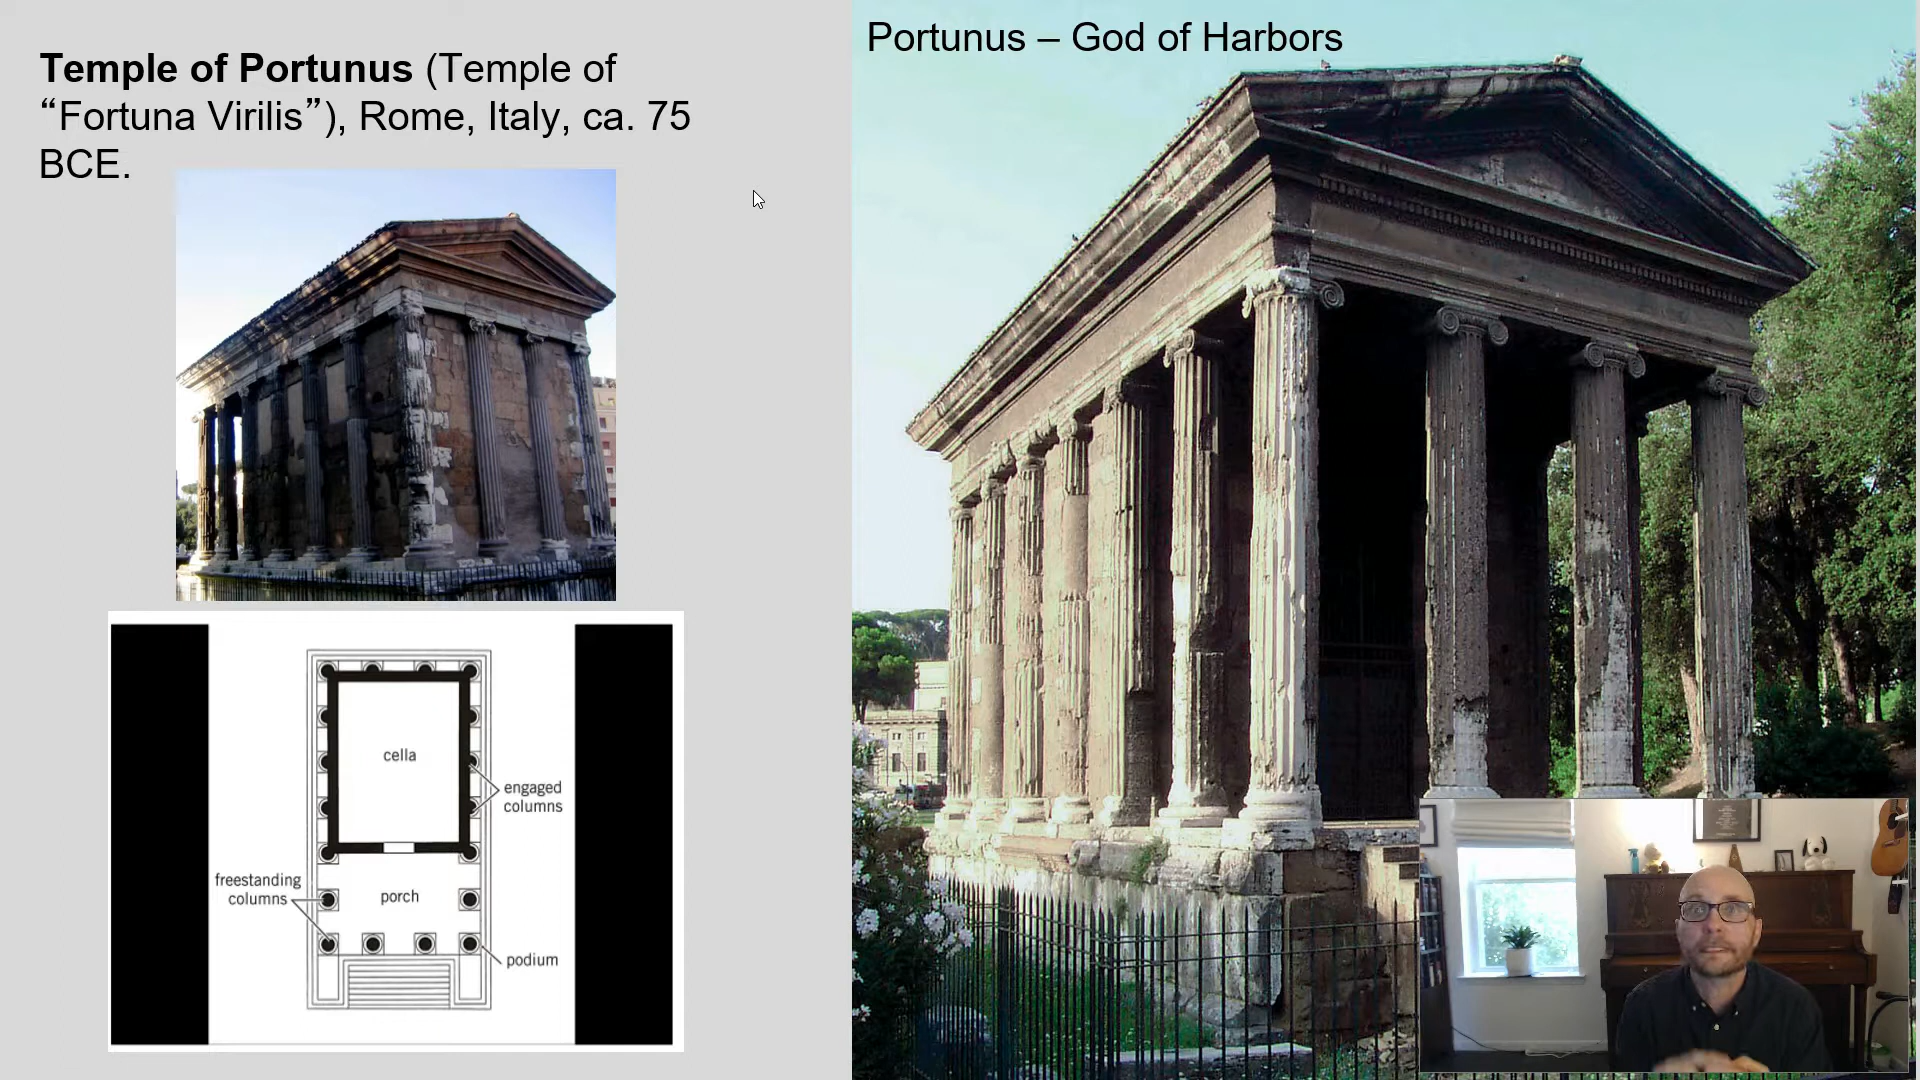 Temple of Portunus (Temple of
“Fortuna Virilis”), Rome, Italy, ca. 75
BCE.
Portunus – God of Harbors
cella
engaged
columns
freestanding
columns
porch
podium